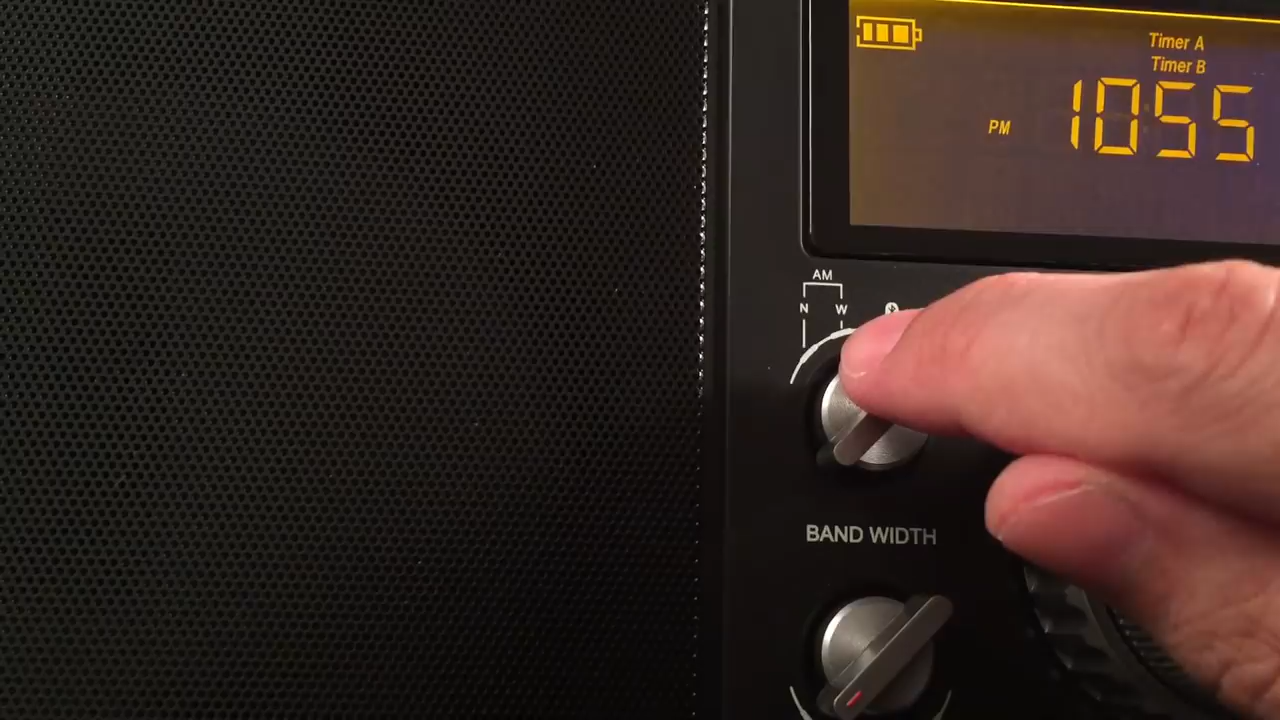 Timer A
Timer B
PM 1055
AM
N W
BAND WIDTH